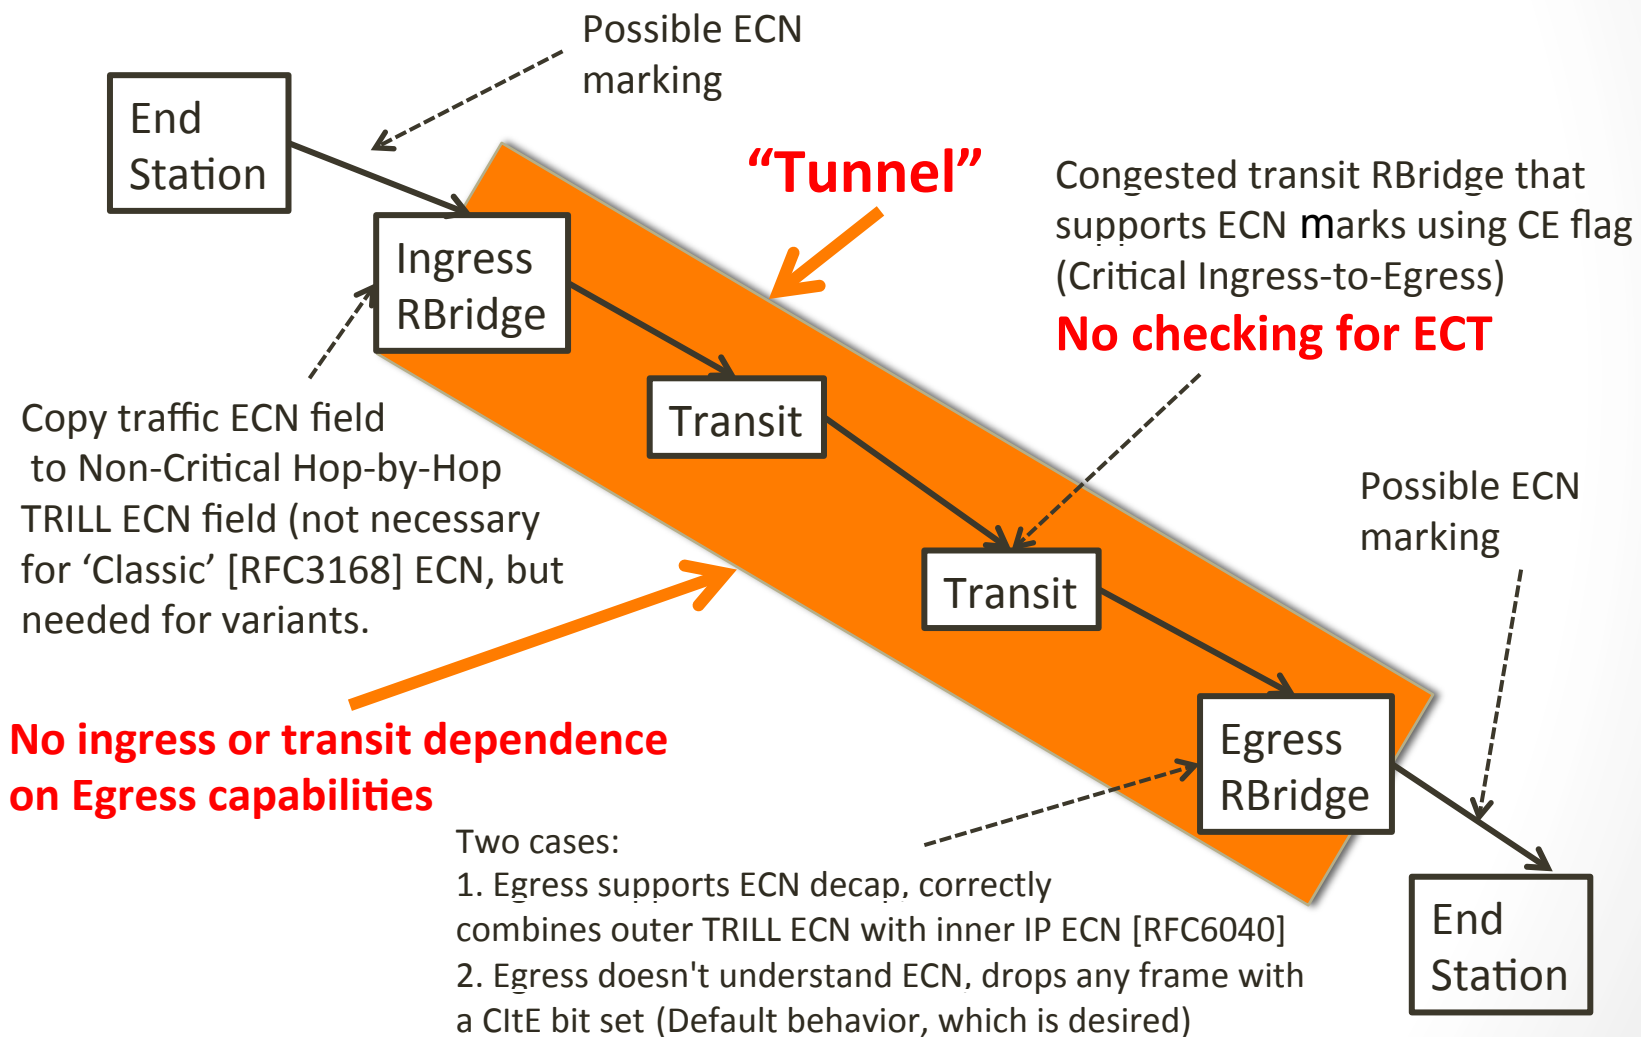 Possible ECN
marking
End
Station
“Tunnel”
Congested transit RBridge that
supports ECN marks using CE flag
(Critical Ingress-to-Egress)
No checking for ECT
Ingress
RBridge
Transit
Copy traffic ECN field
to Non-Critical Hop-by-Hop
TRILL ECN field (not necessary
for ‘Classic’ [RFC3168] ECN, but
needed for variants.
Possible ECN
marking
Transit
No ingress or transit dependence
on Egress capabilities
Egress
RBridge
Two cases:
1. Egress supports ECN decap, correctly
combines outer TRILL ECN with inner IP ECN [RFC6040]
2. Egress doesn't understand ECN, drops any frame with
a CItE bit set (Default behavior, which is desired)
End
Station